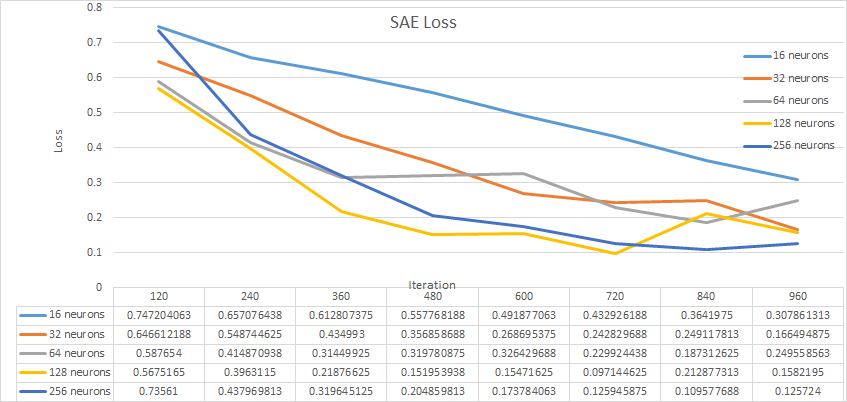 SAE Loss
0.8
0.7
0.6
0.5
0.4
0.3
0.2
0.1
0
Loss
16 neurons
32 neurons
64 neurons
128 neurons
256 neurons
Iteration
120 240 360 480 600 720 840 960
16 neurons 0.747204063 0.657076438 0.612807375 0.557768188 0.491877063 0.432926188 0.3641975 0.307861313
32 neurons 0.646612188 0.548744625 0.434993 0.356858688 0.268695375 0.242829688 0.249117813 0.166494875
64 neurons 0.587654 0.414870938 0.31449925 0.319780875 0.326429688 0.229924438 0.187312625 0.249558563
128 neurons 0.5675165 0.3963115 0.21876625 0.151953938 0.15471625 0.097144625 0.212877313 0.1582195
256 neurons 0.73561 0.437969813 0.319645125 0.204859813 0.173784063 0.125945875 0.109577688 0.125724